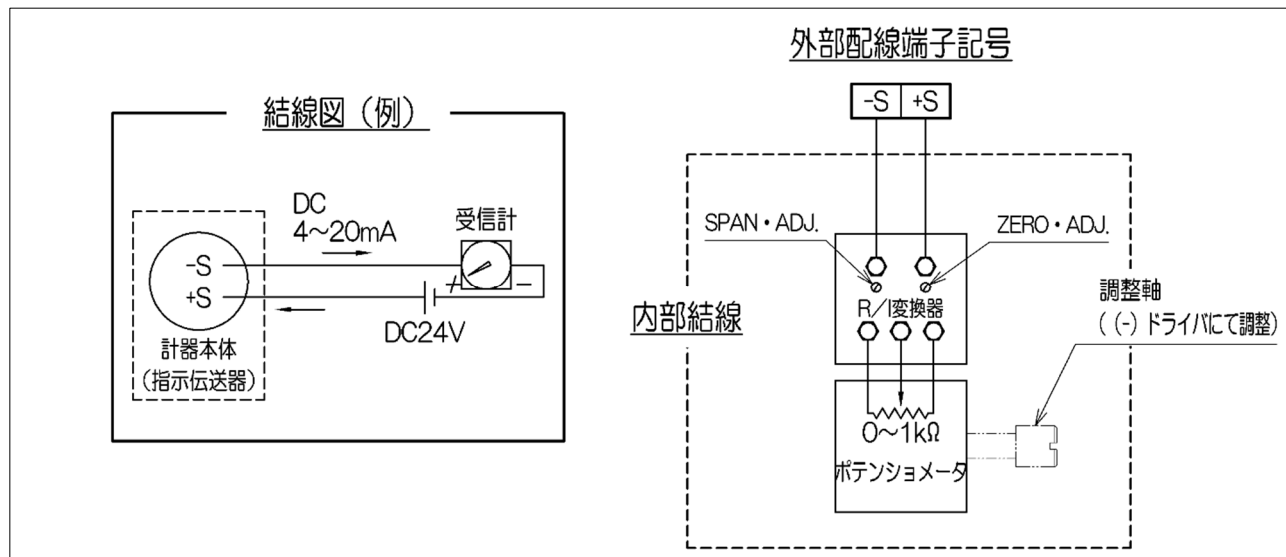 結線図（例）
DC
4～20mA
受信計
-S
+S
+
-
DC24V
計器本体
（指示伝送器）
外部配線端子記号
-S +S
SPAN・ADJ.
ZERO・ADJ.
R／I変換器
内部結線
調整軸
（（-）ドライバにて調整）
0～1kΩ
ポテンショメータ